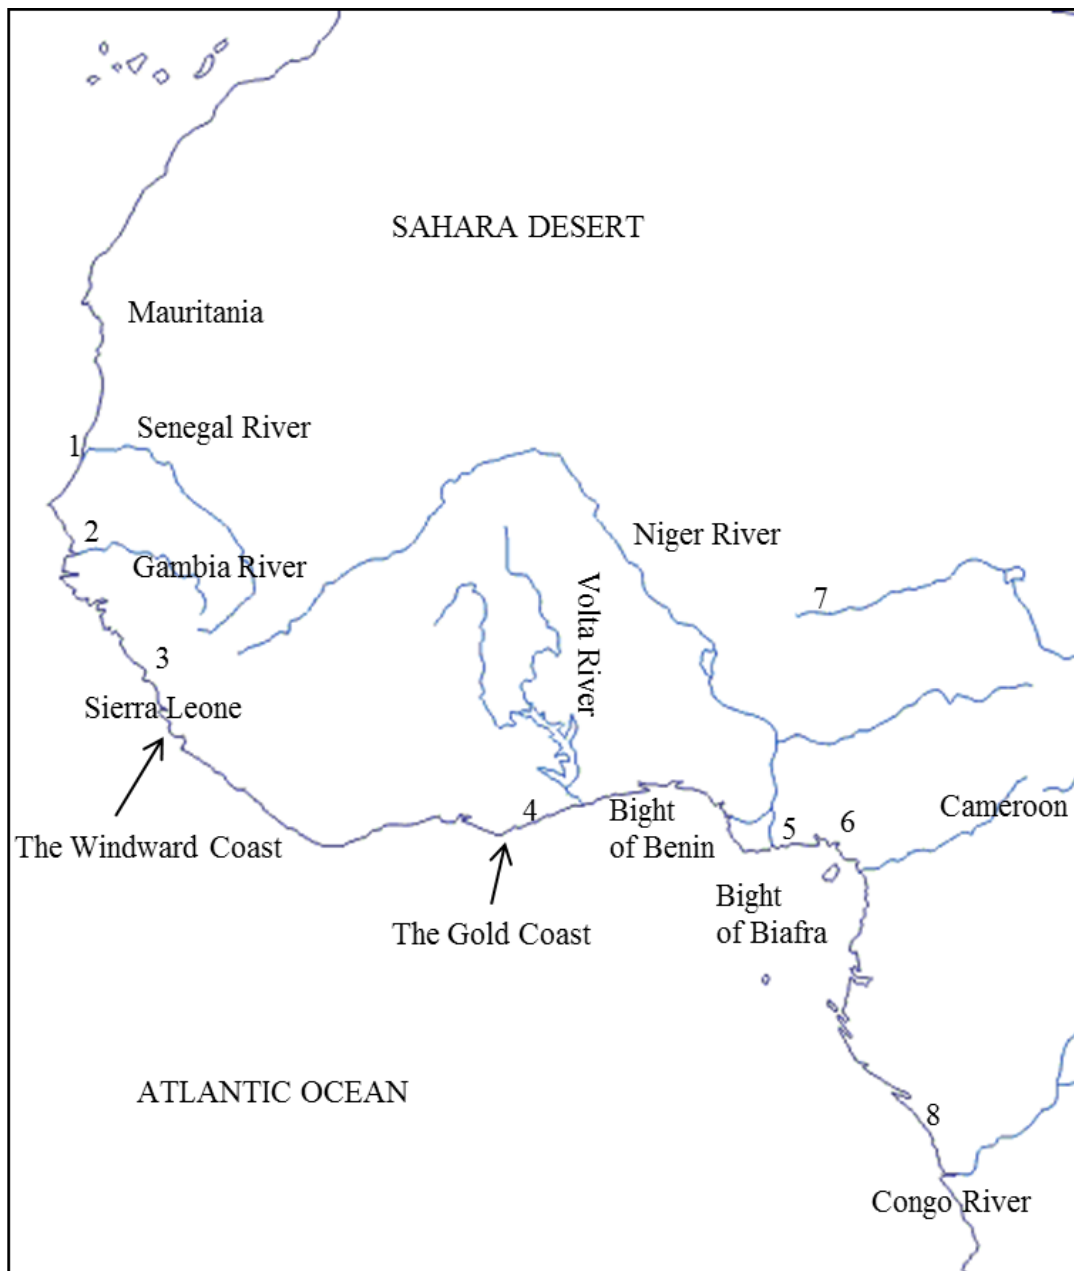 SAHARA DESERT
Mauritania
Senegal River
1
2
Gambia River
Niger River
Volta River
7
3
Sierra Leone
The Windward Coast
4
Bight
of Benin
5
6
Cameroon
The Gold Coast
Bight
of Biafra
ATLANTIC OCEAN
8
Congo River